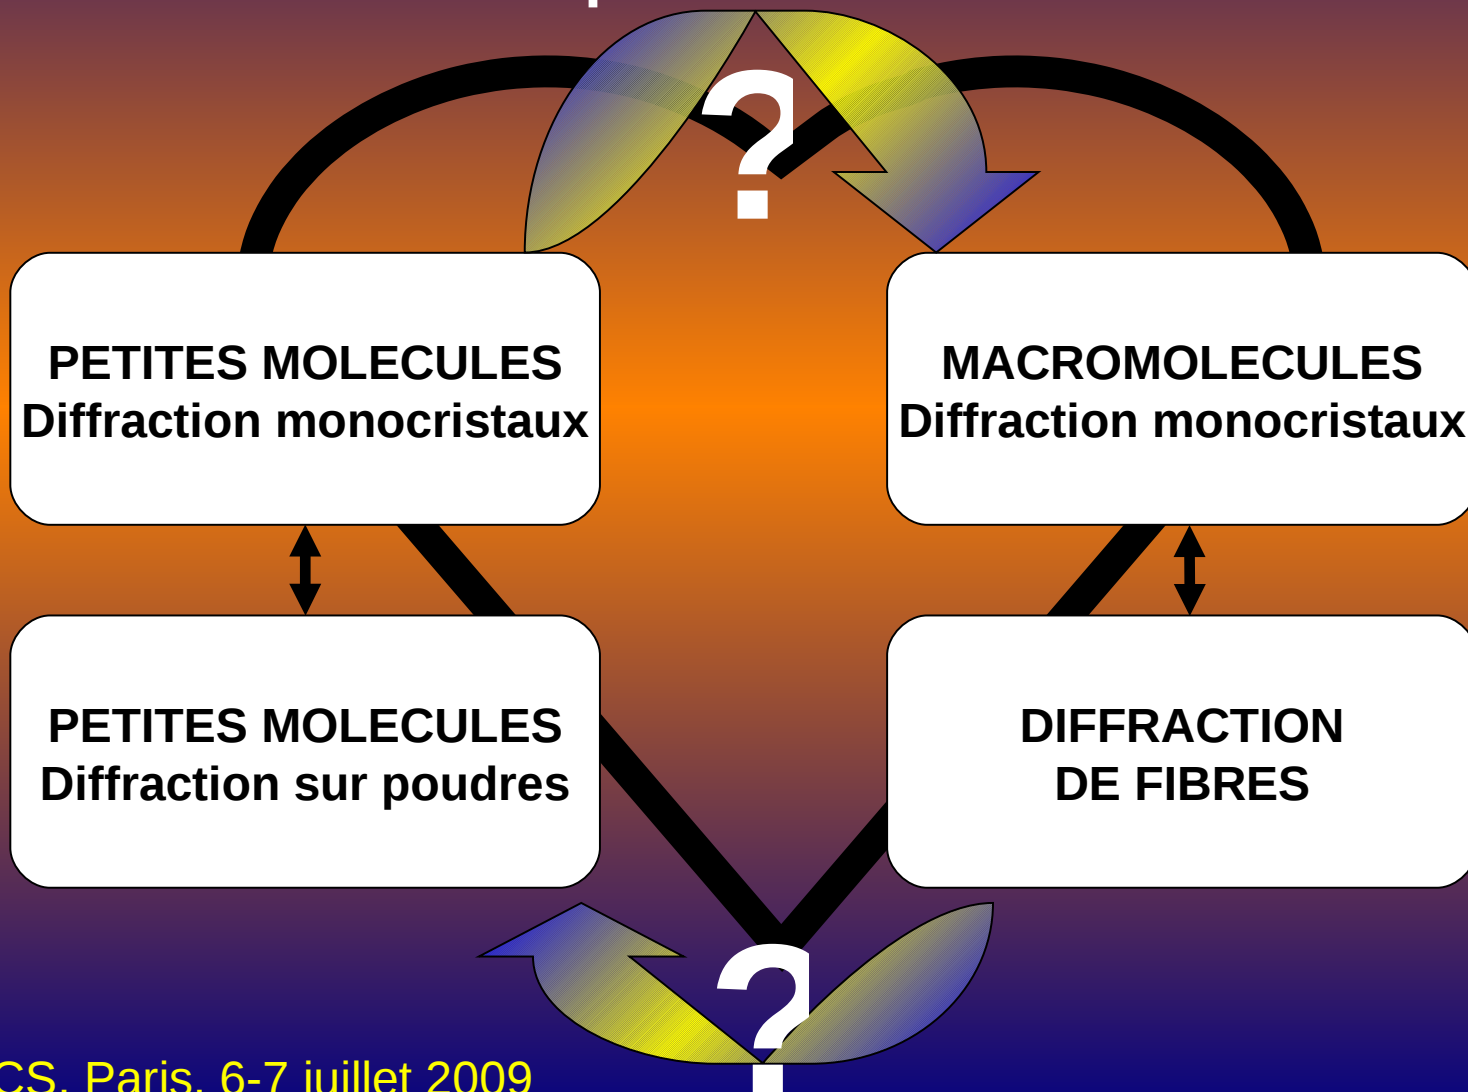 ?
PETITES MOLECULES
Diffraction monocristaux
MACROMOLECULES
Diffraction monocristaux
PETITES MOLECULES
Diffraction sur poudres
DIFFRACTION
DE FIBRES
?
CS, Paris, 6-7 juillet 2009